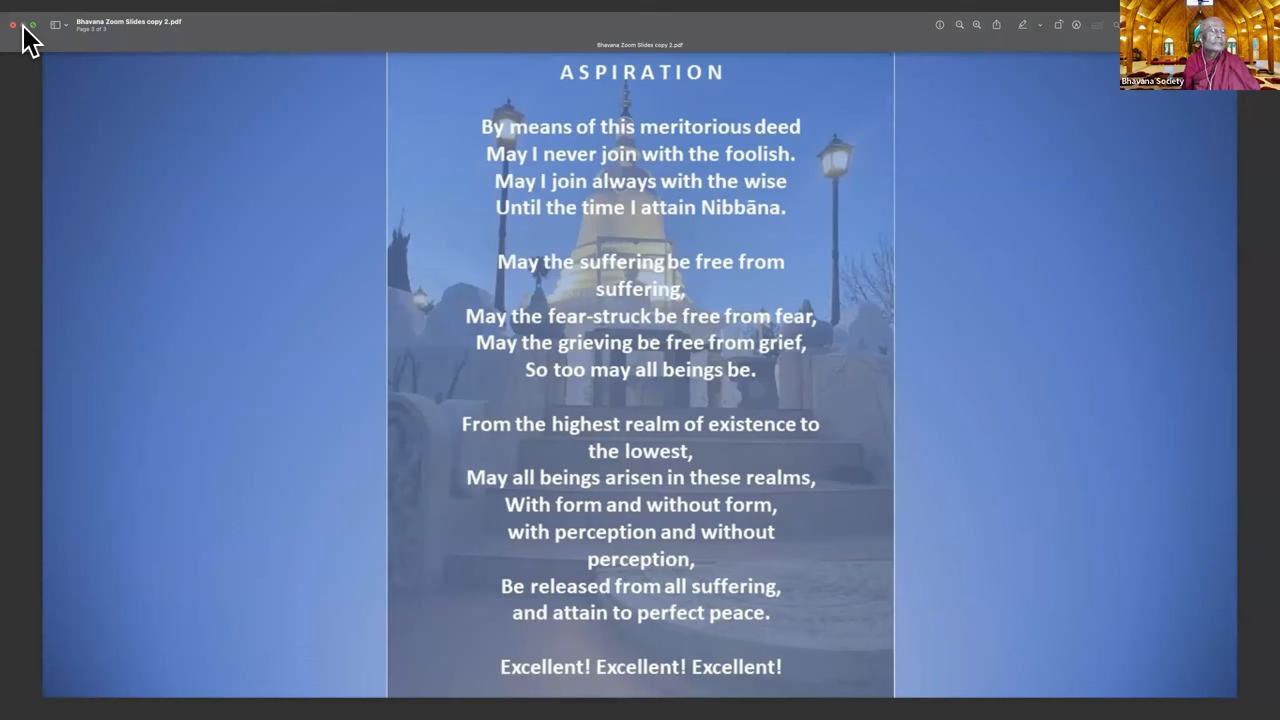 Bhavana Zoom Slides copy 2.pdf
Page 3 of 3
Bhavana Zoom Slides copy 2.pdf
Bhavana Society
ASPIRATION
By means of this meritorious deed
May I never join with the foolish.
May I join always with the wise
Until the time I attain Nibbāna.
May the suffering be free from
suffering,
May the fear-struck be free from fear,
May the grieving be free from grief,
So too may all beings be.
From the highest realm of existence to
the lowest,
May all beings arisen in these realms,
With form and without form,
with perception and without
perception,
Be released from all suffering,
and attain to perfect peace.
Excellent! Excellent! Excellent!